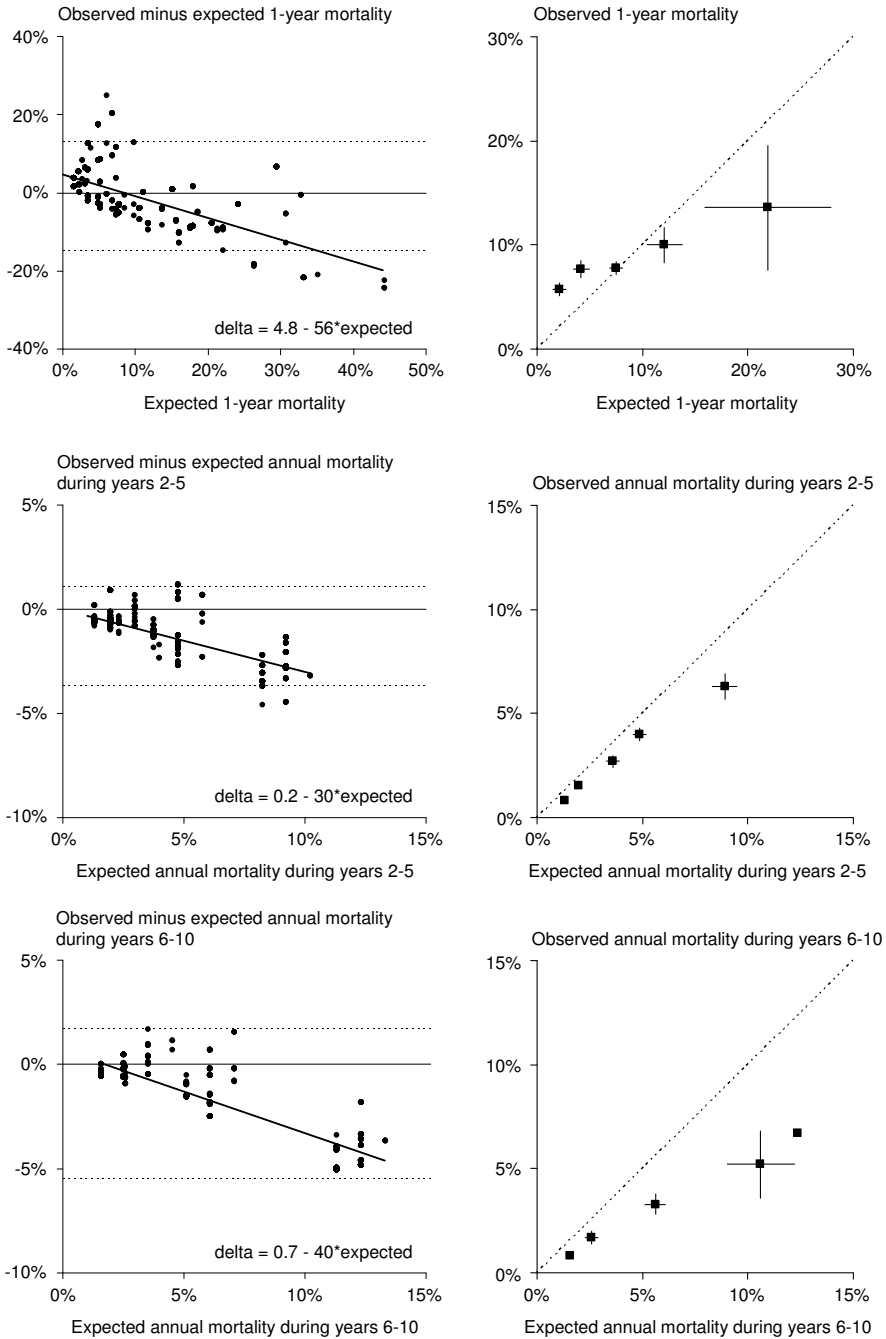 Observed minus expected 1-year mortality
40%
20%
0%
-20%
-40%
delta = 4.8 - 56*expected
0% 10% 20% 30% 40% 50%
Expected 1-year mortality
Observed 1-year mortality
30%
20%
10%
0%
0% 10% 20% 30%
Expected 1-year mortality
Observed minus expected annual mortality
during years 2-5
5%
0%
-5%
-10%
delta = 0.2 - 30*expected
0% 5% 10% 15%
Expected annual mortality during years 2-5
Observed annual mortality during years 2-5
15%
10%
5%
0%
0% 5% 10% 15%
Expected annual mortality during years 2-5
Observed minus expected annual mortality
during years 6-10
5%
0%
-5%
-10%
delta = 0.7 - 40*expected
0% 5% 10% 15%
Expected annual mortality during years 6-10
Observed annual mortality during years 6-10
15%
10%
5%
0%
0% 5% 10% 15%
Expected annual mortality during years 6-10